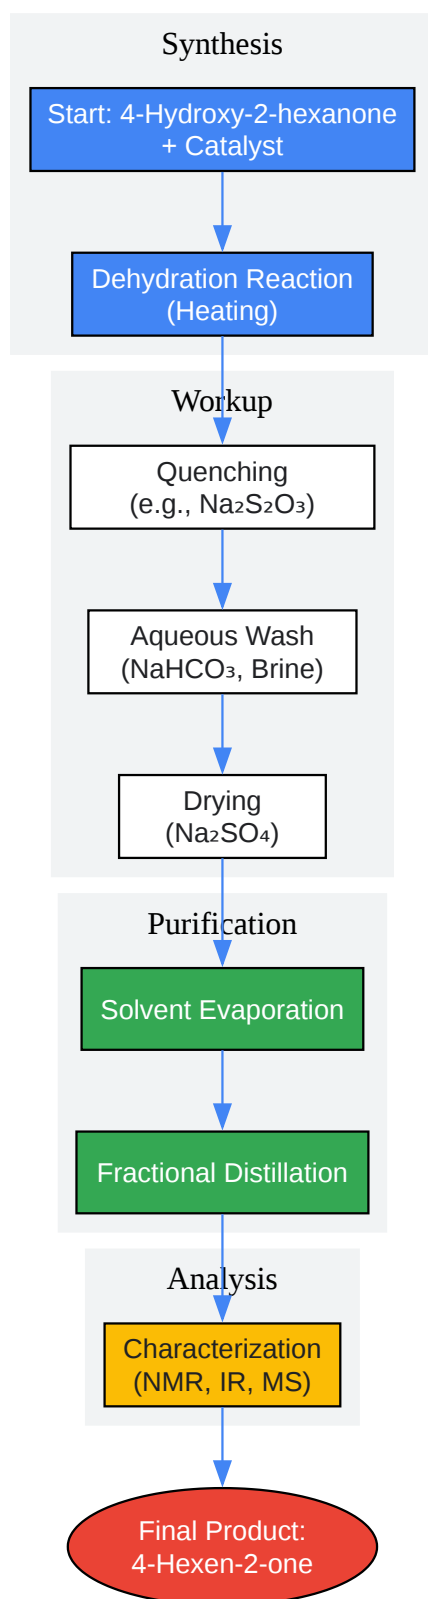 Synthesis
Start: 4-Hydroxy-2-hexanone
+ Catalyst
Dehydration Reaction
(Heating)
Workup
Quenching
(e.g., Na₂S₂O₃)
Aqueous Wash
(NaHCO₃, Brine)
Drying
(Na₂SO₄)
Purification
Solvent Evaporation
Fractional Distillation
Analysis
Characterization
(NMR, IR, MS)
Final Product:
4-Hexen-2-one